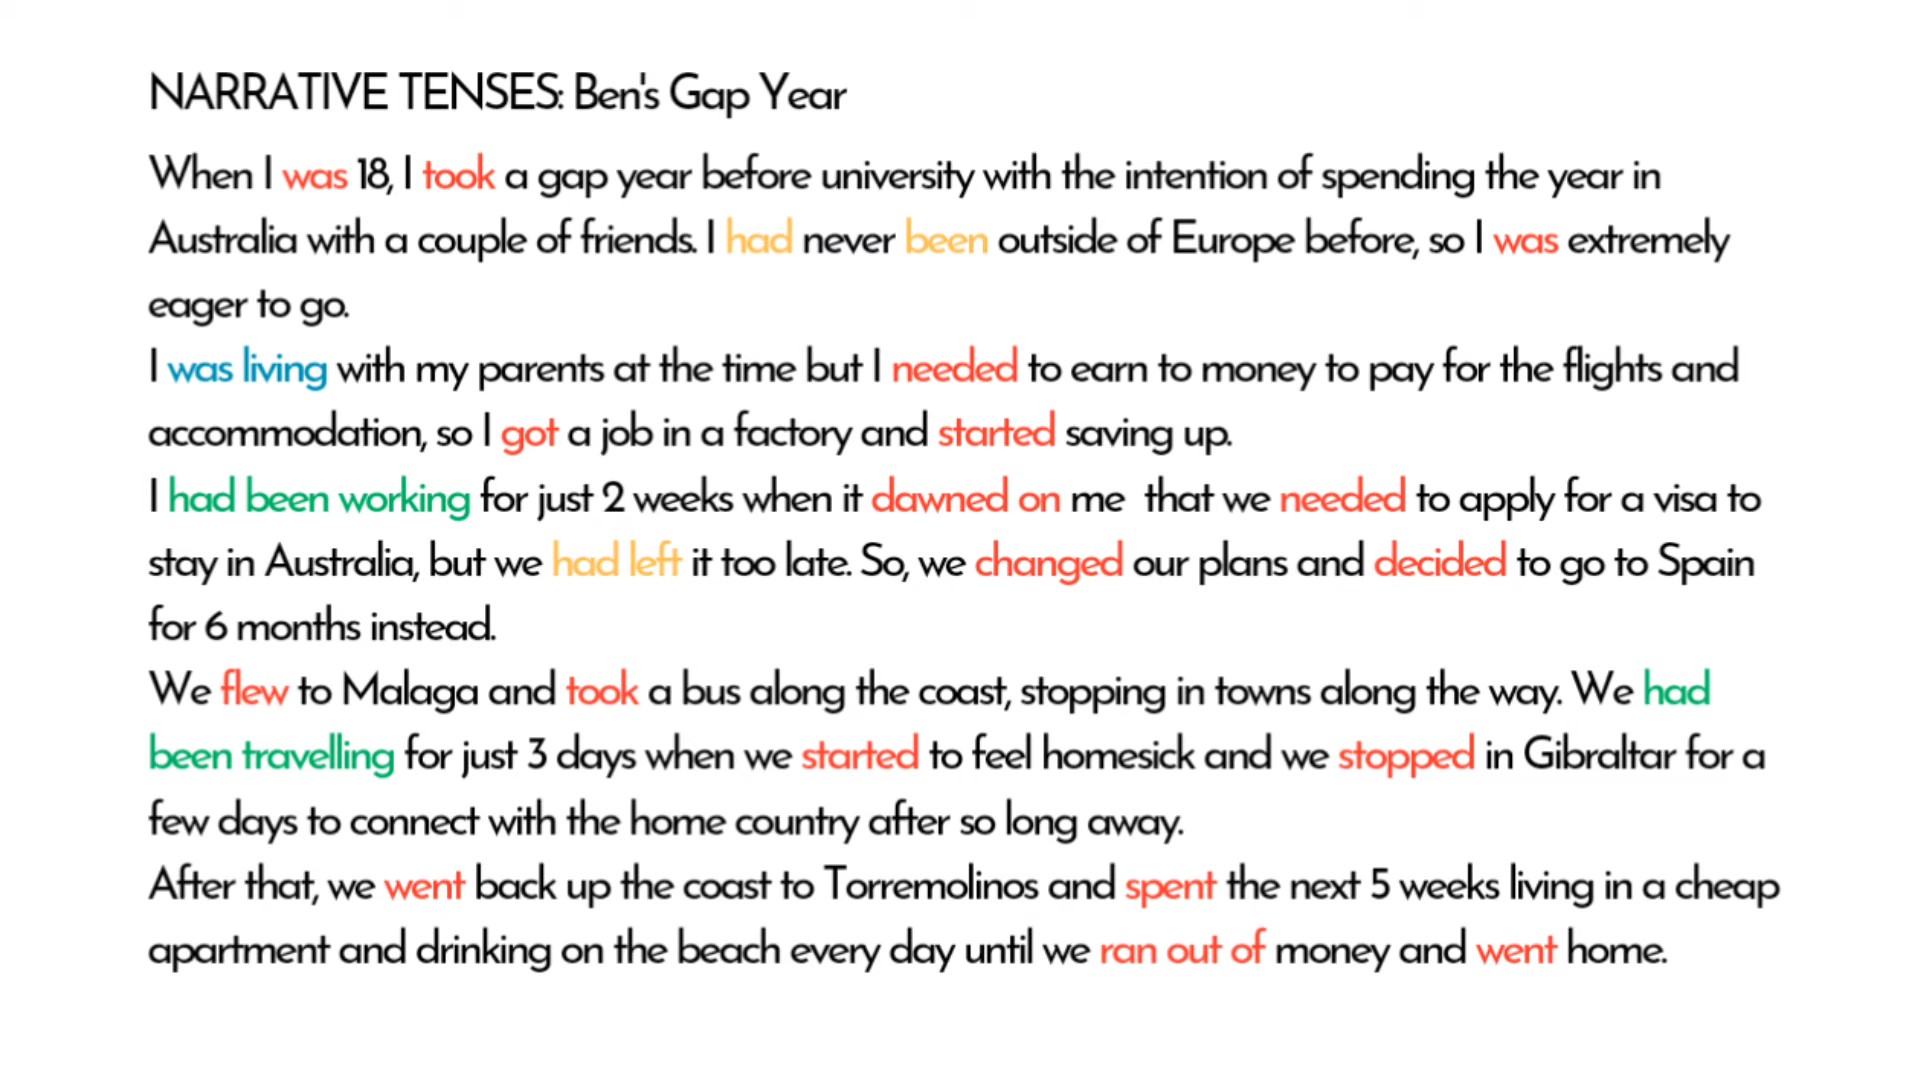 NARRATIVE TENSES: Ben's Gap Year
When I was 18, I took a gap year before university with the intention of spending the year in
Australia with a couple of friends. I had never been outside of Europe before, so I was extremely
eager to go.
I was living with my parents at the time but I needed to earn to money to pay for the flights and
accommodation, so I got a job in a factory and started saving up.
I had been working for just 2 weeks when it dawned on me that we needed to apply for a visa to
stay in Australia, but we had left it too late. So, we changed our plans and decided to go to Spain
for 6 months instead.
We flew to Malaga and took a bus along the coast, stopping in towns along the way. We had
been travelling for just 3 days when we started to feel homesick and we stopped in Gibraltar for a
few days to connect with the home country after so long away.
After that, we went back up the coast to Torremolinos and spent the next 5 weeks living in a cheap
apartment and drinking on the beach every day until we ran out of money and went home.